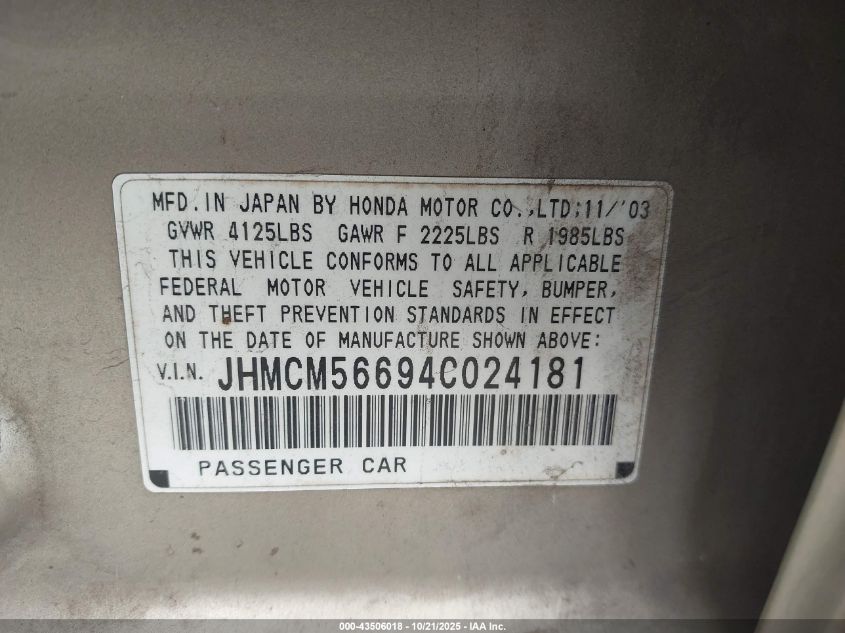 MFD. IN JAPAN BY HONDA MOTOR CO.,LTD;11/'03
GVWR 4125LBS GAWR F 2225LBS R 1985LBS
THIS VEHICLE CONFORMS TO ALL APPLICABLE
FEDERAL MOTOR VEHICLE SAFETY, BUMPER,
AND THEFT PREVENTION STANDARDS IN EFFECT
ON THE DATE OF MANUFACTURE SHOWN ABOVE:
V.I.N. JHMCM56694C024181
PASSENGER CAR
000-43506018 - 10/21/2025 - IAA Inc.